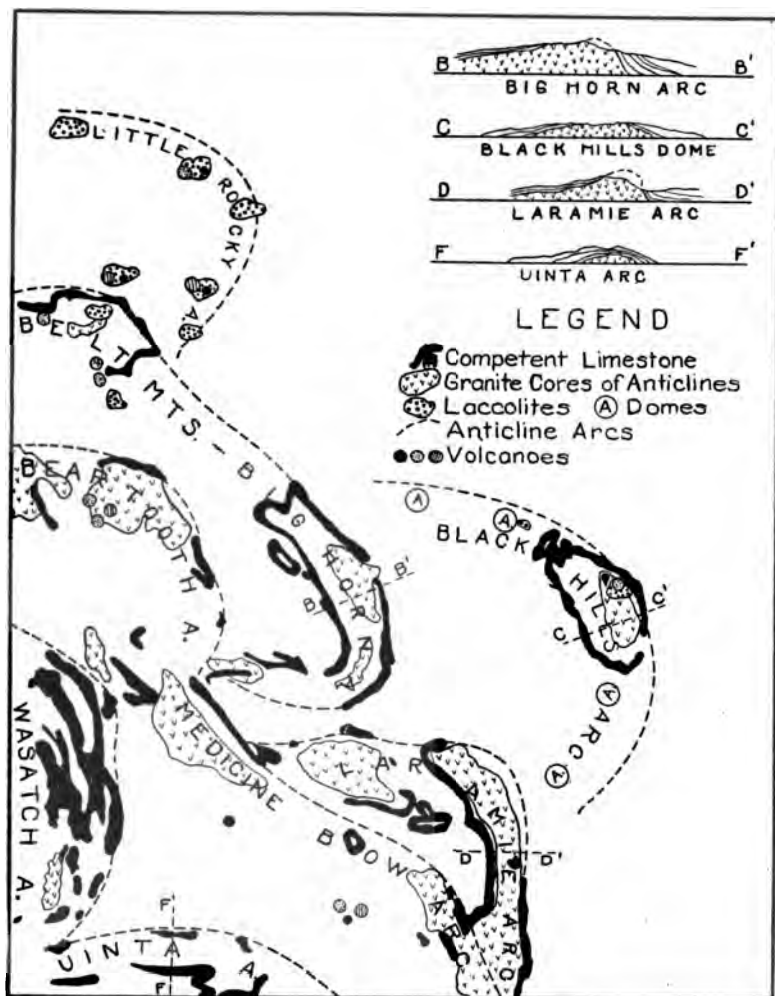 B B'
BIG HORN ARC
C C'
BLACK HILLS DOME
D D'
LARAMIE ARC
F F'
UINTA ARC
LEGEND
Competent Limestone
Granite Cores of Anticlines
Laccolites A Domes
Anticline Arcs
Volcanoes
LITTLE ROCKY A.
BELT MTS. - BIG HORN A.
BEARTOOTH A.
B B'
A
A
BLACK HILLS ARC
C C'
A
A
WASATCH A.
MEDICINE BOW ARC
LARAMIE ARC
D D'
F
UINTA A.
F'